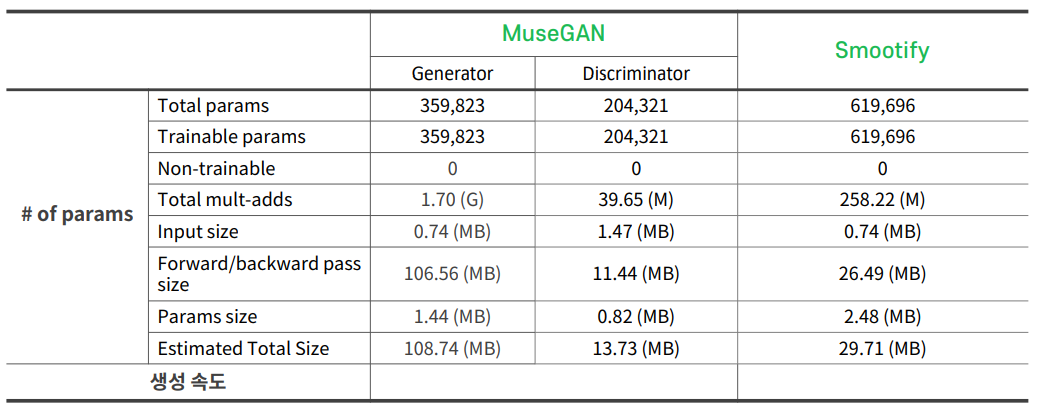 MuseGAN
Smootify
Generator
Discriminator
# of params
Total params
359,823
204,321
619,696
Trainable params
359,823
204,321
619,696
Non-trainable
0
0
0
Total mult-adds
1.70 (G)
39.65 (M)
258.22 (M)
Input size
0.74 (MB)
1.47 (MB)
0.74 (MB)
Forward/backward pass
size
106.56 (MB)
11.44 (MB)
26.49 (MB)
Params size
1.44 (MB)
0.82 (MB)
2.48 (MB)
Estimated Total Size
108.74 (MB)
13.73 (MB)
29.71 (MB)
생성 속도